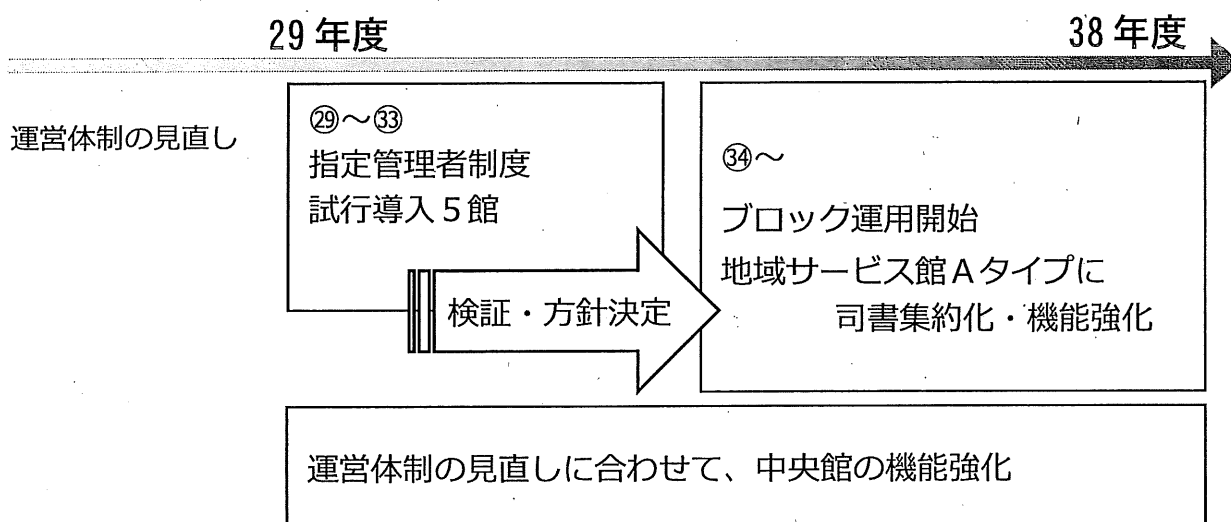 29年度
38年度
運営体制の見直し
㉙～㉝
指定管理者制度
試行導入５館
検証・方針決定
㉞～
ブロック運用開始
地域サービス館Ａタイプに
司書集約化・機能強化
運営体制の見直しに合わせて、中央館の機能強化